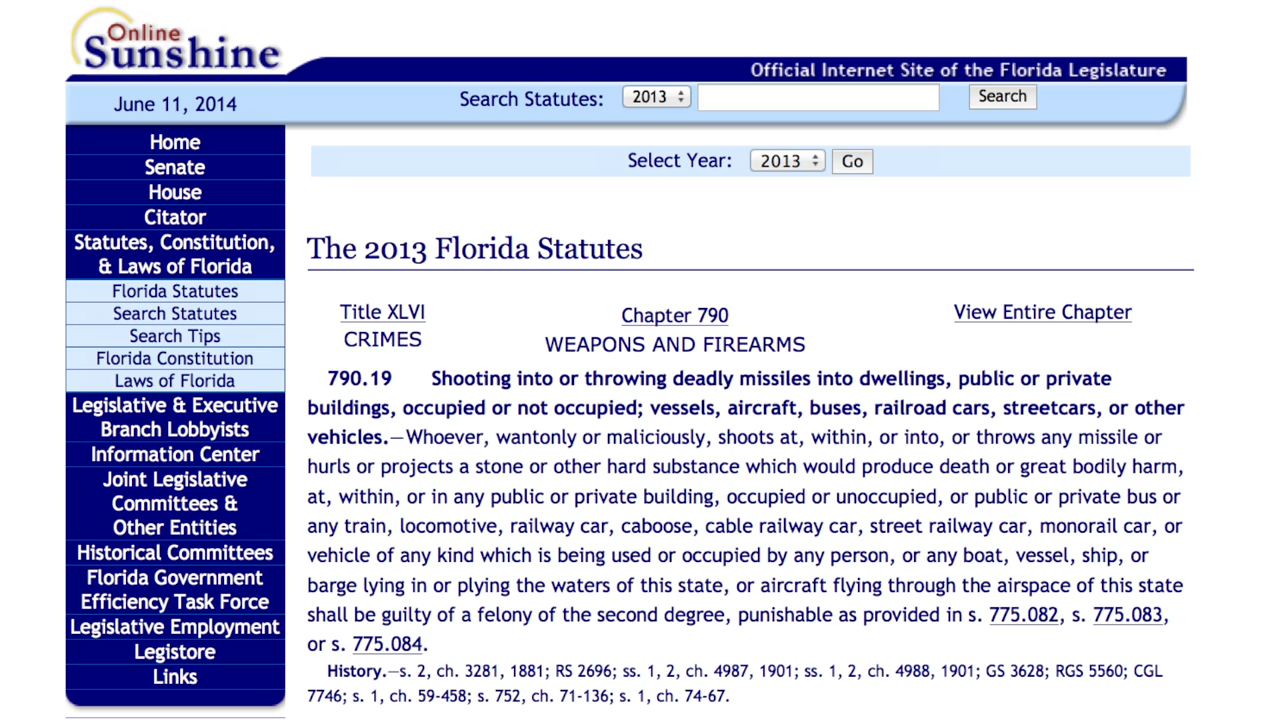 Online
Sunshine
Official Internet Site of the Florida Legislature
June 11, 2014
Search Statutes: 2013 Search
Home
Senate
House
Citator
Statutes, Constitution,
& Laws of Florida
Florida Statutes
Search Statutes
Search Tips
Florida Constitution
Laws of Florida
Legislative & Executive
Branch Lobbyists
Information Center
Joint Legislative
Committees &
Other Entities
Historical Committees
Florida Government
Efficiency Task Force
Legislative Employment
Legistore
Links
Select Year: 2013 Go
The 2013 Florida Statutes
Title XLVI
CRIMES
Chapter 790
WEAPONS AND FIREARMS
View Entire Chapter
790.19 Shooting into or throwing deadly missiles into dwellings, public or private
buildings, occupied or not occupied; vessels, aircraft, buses, railroad cars, streetcars, or other
vehicles.—Whoever, wantonly or maliciously, shoots at, within, or into, or throws any missile or
hurls or projects a stone or other hard substance which would produce death or great bodily harm,
at, within, or in any public or private building, occupied or unoccupied, or public or private bus or
any train, locomotive, railway car, caboose, cable railway car, street railway car, monorail car, or
vehicle of any kind which is being used or occupied by any person, or any boat, vessel, ship, or
barge lying in or plying the waters of this state, or aircraft flying through the airspace of this state
shall be guilty of a felony of the second degree, punishable as provided in s. 775.082, s. 775.083,
or s. 775.084.
History.—s. 2, ch. 3281, 1881; RS 2696; ss. 1, 2, ch. 4987, 1901; ss. 1, 2, ch. 4988, 1901; GS 3628; RGS 5560; CGL
7746; s. 1, ch. 59-458; s. 752, ch. 71-136; s. 1, ch. 74-67.